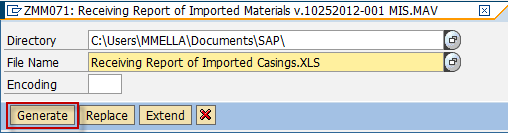 ZMM071: Receiving Report of Imported Materials v.10252012-001 MIS.MAV
Directory C:\Users\MMELLA\Documents\SAP\
File Name Receiving Report of Imported Casings.XLS
Encoding
Generate Replace Extend